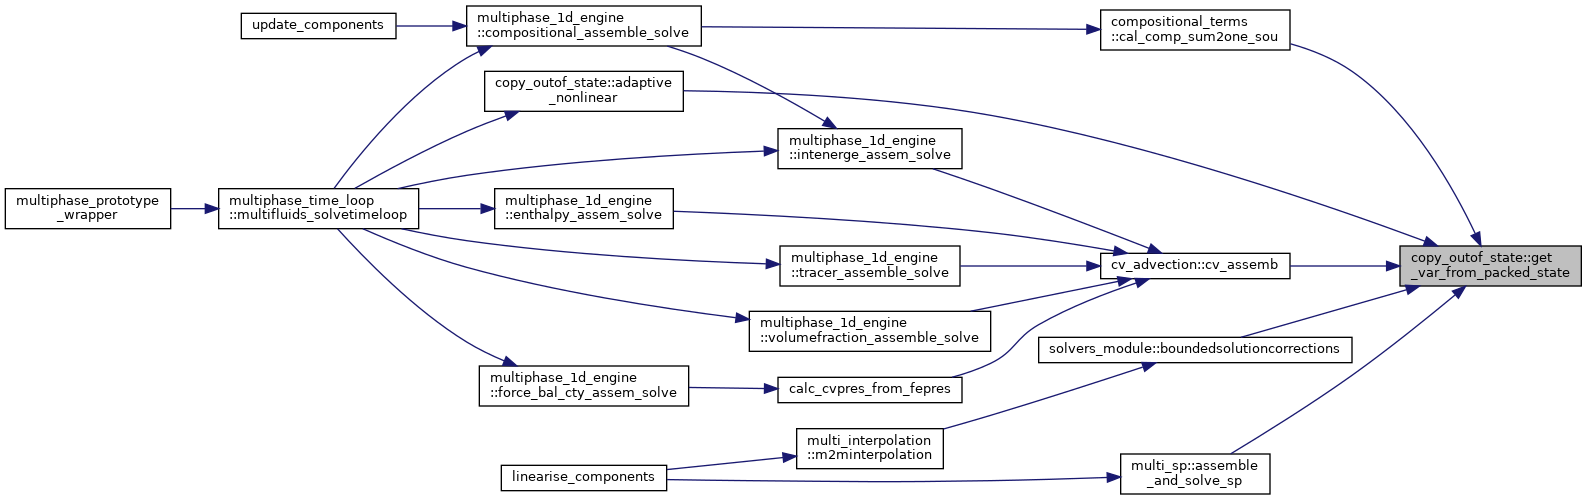 update_components
multiphase_1d_engine
::compositional_assemble_solve
compositional_terms
::cal_comp_sum2one_sou
copy_outof_state::adaptive
_nonlinear
multiphase_1d_engine
::intenerge_assem_solve
multiphase_prototype
_wrapper
multiphase_time_loop
::multifluids_solvetimeloop
multiphase_1d_engine
::enthalpy_assem_solve
multiphase_1d_engine
::tracer_assemble_solve
cv_advection::cv_assemb
copy_outof_state::get
_var_from_packed_state
multiphase_1d_engine
::volumefraction_assemble_solve
solvers_module::boundedsolutioncorrections
multiphase_1d_engine
::force_bal_cty_assem_solve
calc_cvpres_from_fepres
multi_interpolation
::m2minterpolation
linearise_components
multi_sp::assemble
_and_solve_sp